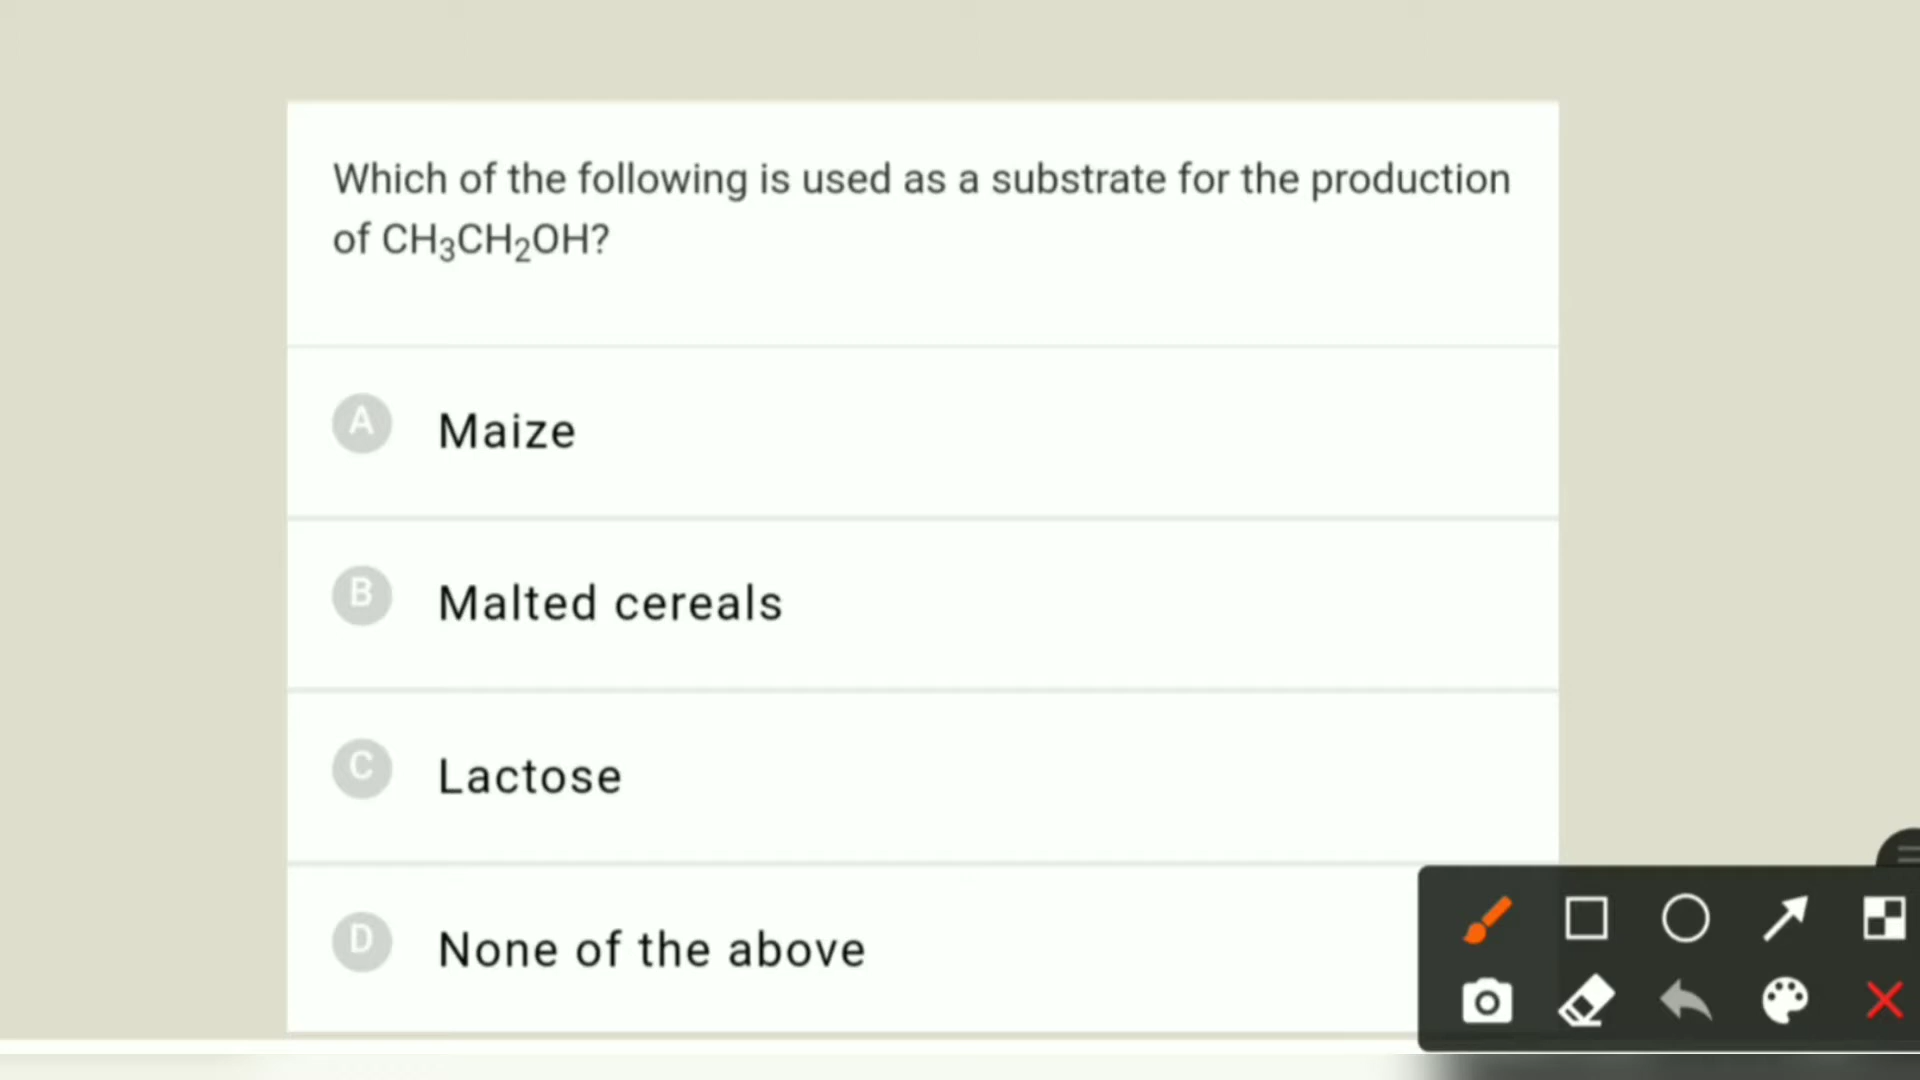 Which of the following is used as a substrate for the production
of CH₃CH₂OH?
A Maize
B Malted cereals
C Lactose
D None of the above